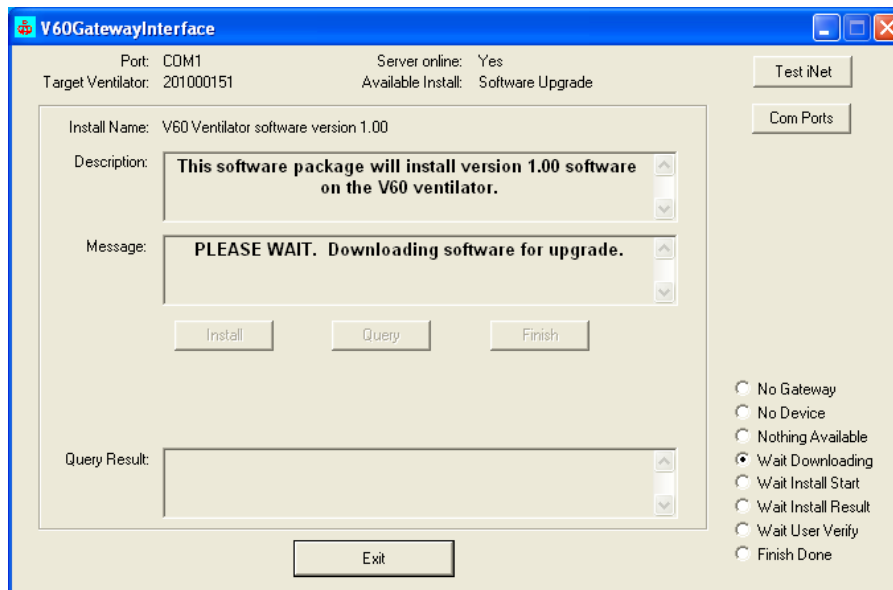 V60GatewayInterface
Port: COM1 Server online: Yes
Target Ventilator: 201000151 Available Install: Software Upgrade
Test iNet
Com Ports
Install Name: V60 Ventilator software version 1.00
Description: This software package will install version 1.00 software
on the V60 ventilator.
Message: PLEASE WAIT. Downloading software for upgrade.
Install Query Finish
No Gateway
No Device
Nothing Available
Query Result:
Wait Downloading
Wait Install Start
Wait Install Result
Wait User Verify
Finish Done
Exit